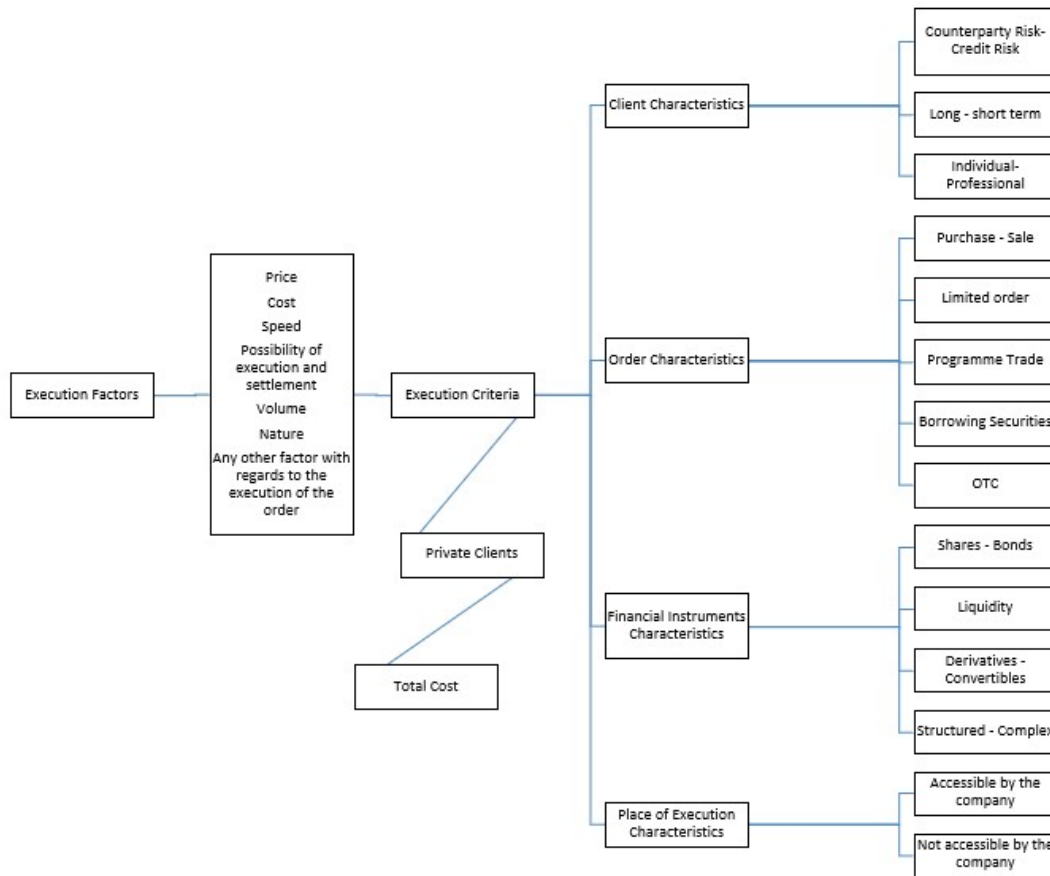 Execution Factors
Price
Cost
Speed
Possibility of
execution and
settlement
Volume
Nature
Any other factor with
regards to the
execution of the
order
Execution Criteria
Private Clients
Total Cost
Client Characteristics
Counterparty Risk-
Credit Risk
Long - short term
Individual-
Professional
Order Characteristics
Purchase - Sale
Limited order
Programme Trade
Borrowing Securities
OTC
Financial Instruments
Characteristics
Shares - Bonds
Liquidity
Derivatives -
Convertibles
Structured - Complex
Place of Execution
Characteristics
Accessible by the
company
Not accessible by the
company